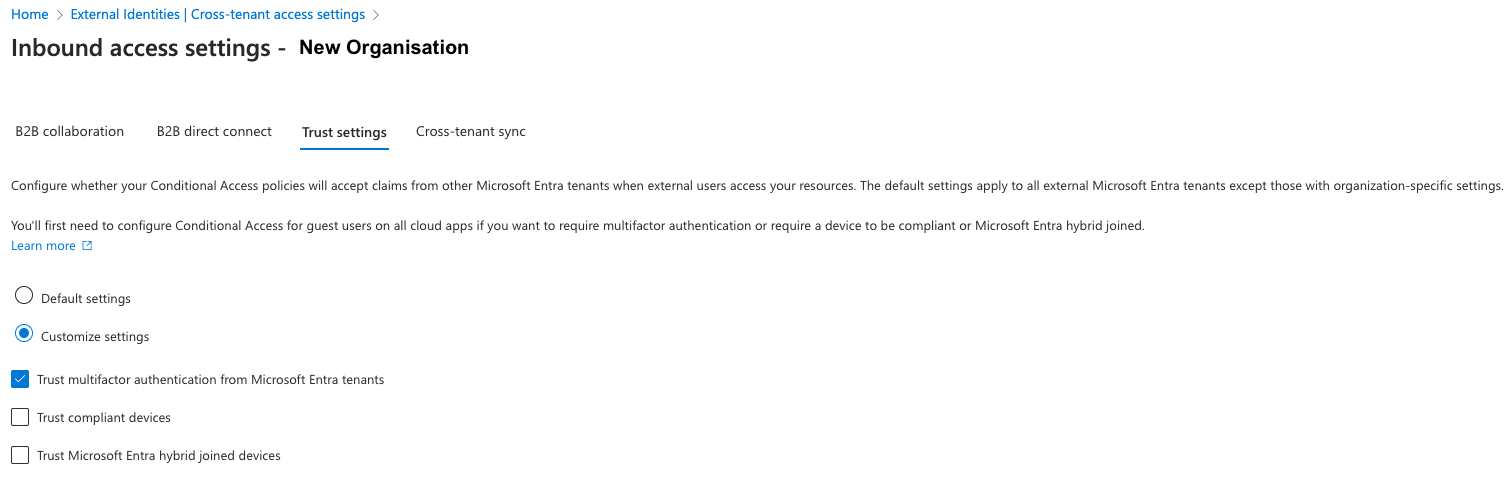 Home > External Identities | Cross-tenant access settings >
Inbound access settings - New Organisation
B2B collaboration B2B direct connect Trust settings Cross-tenant sync
Configure whether your Conditional Access policies will accept claims from other Microsoft Entra tenants when external users access your resources. The default settings apply to all external Microsoft Entra tenants except those with organization-specific settings.
You'll first need to configure Conditional Access for guest users on all cloud apps if you want to require multifactor authentication or require a device to be compliant or Microsoft Entra hybrid joined.
Learn more
Default settings
Customize settings
Trust multifactor authentication from Microsoft Entra tenants
Trust compliant devices
Trust Microsoft Entra hybrid joined devices